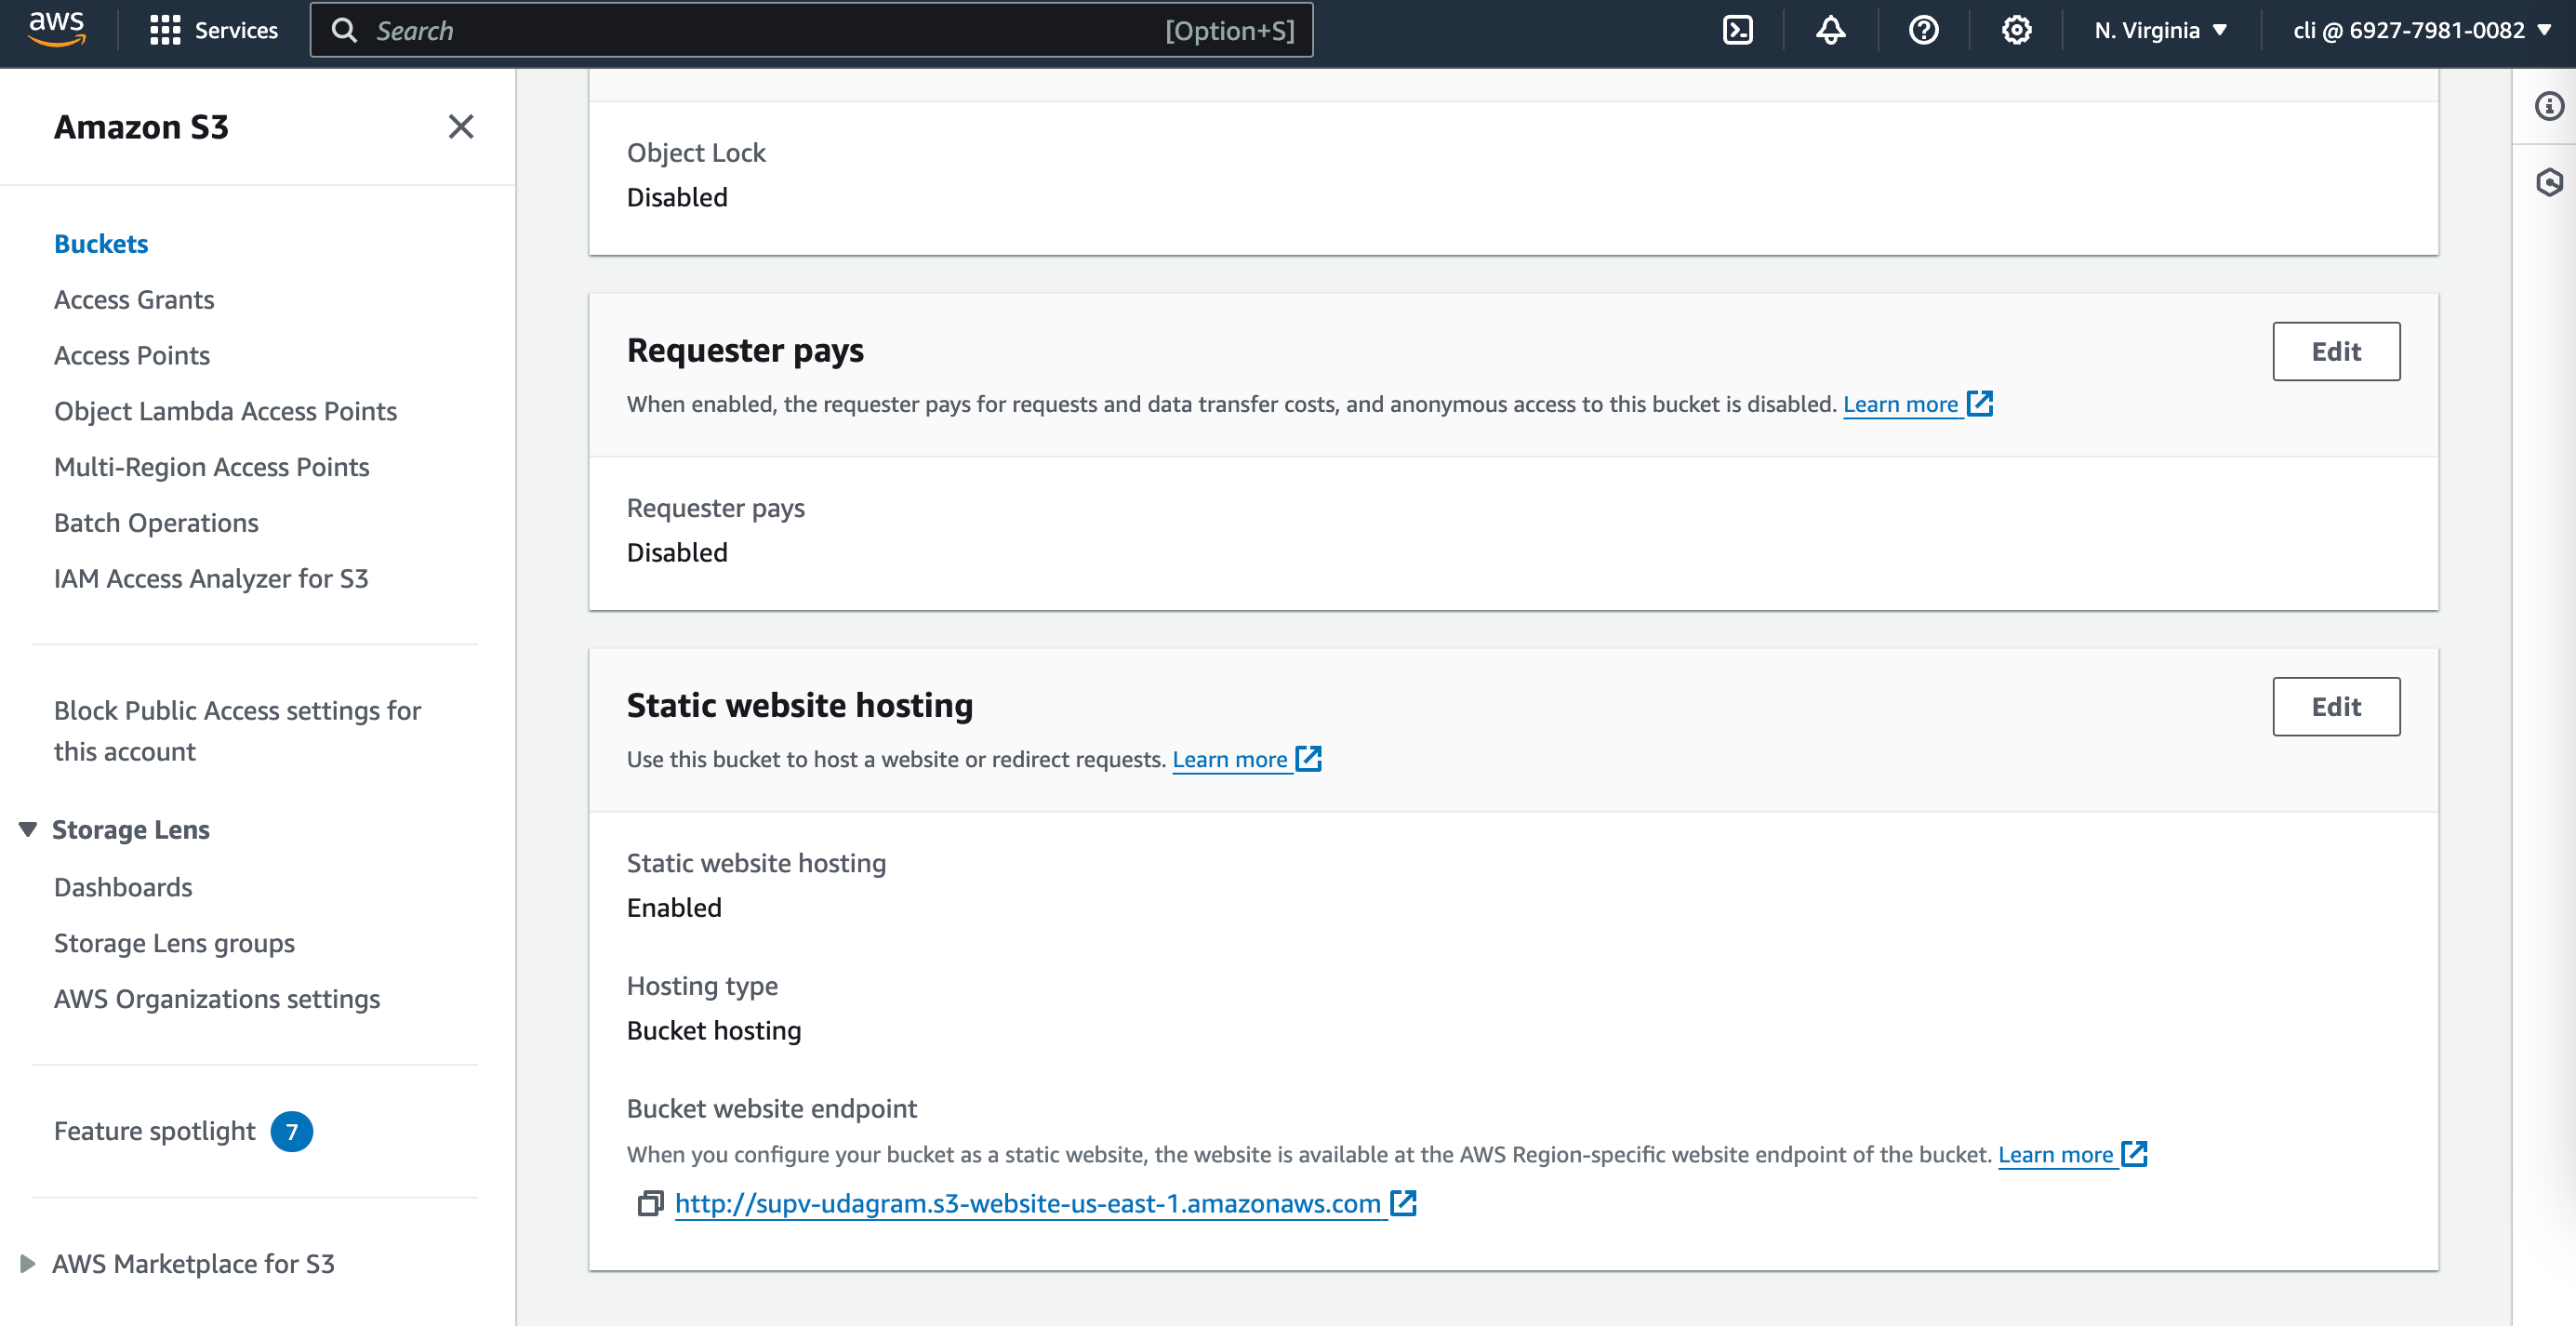 aws
Services
Search
[Option+S]
N. Virginia
cli @ 6927-7981-0082
Amazon S3
Buckets
Access Grants
Access Points
Object Lambda Access Points
Multi-Region Access Points
Batch Operations
IAM Access Analyzer for S3
Block Public Access settings for
this account
Storage Lens
Dashboards
Storage Lens groups
AWS Organizations settings
Feature spotlight 7
AWS Marketplace for S3
Object Lock
Disabled
Requester pays
Edit
When enabled, the requester pays for requests and data transfer costs, and anonymous access to this bucket is disabled. Learn more
Requester pays
Disabled
Static website hosting
Edit
Use this bucket to host a website or redirect requests. Learn more
Static website hosting
Enabled
Hosting type
Bucket hosting
Bucket website endpoint
When you configure your bucket as a static website, the website is available at the AWS Region-specific website endpoint of the bucket. Learn more
http://supv-udagram.s3-website-us-east-1.amazonaws.com